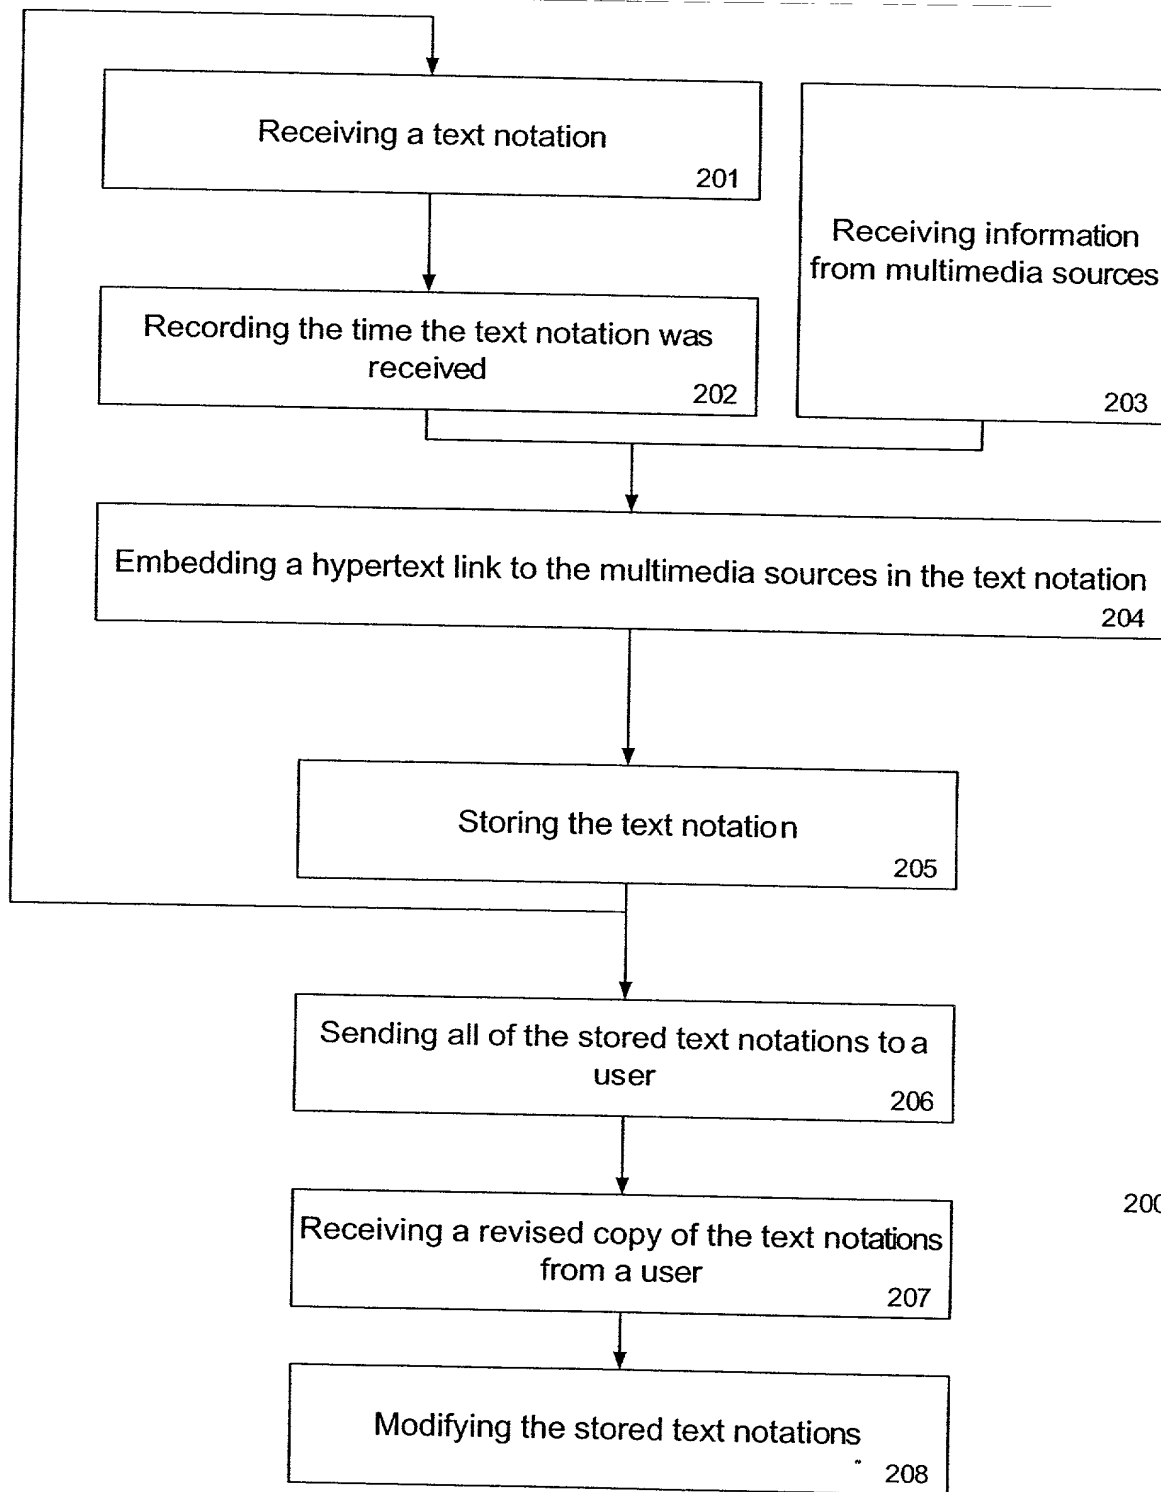 Receiving a text notation
201
Receiving information
from multimedia sources
203
Recording the time the text notation was
received
202
Embedding a hypertext link to the multimedia sources in the text notation
204
Storing the text notation
205
Sending all of the stored text notations to a
user
206
Receiving a revised copy of the text notations
from a user
207
200
Modifying the stored text notations
208